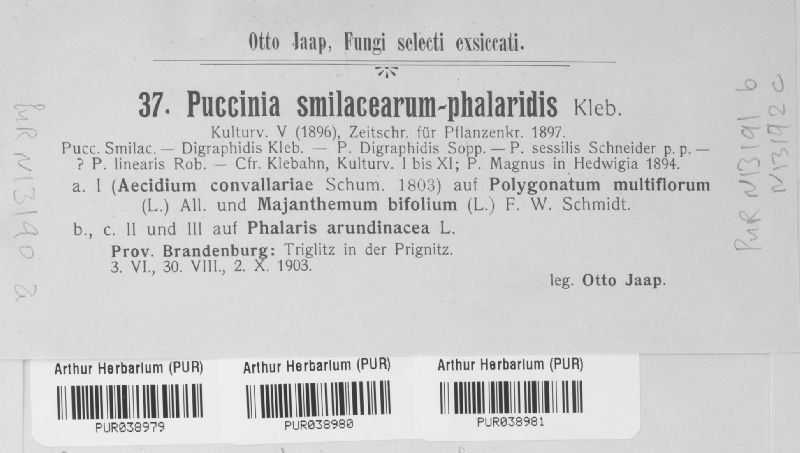 Otto Jaap, Fungi selecti exsiccati.
37. Puccinia smilacearum-phalaridis Kleb.
Kulturv. V (1896), Zeitschr. für Pflanzenkr. 1897.
Pucc. Smilac. — Digraphidis Kleb. — P. Digraphidis Sopp. — P. sessilis Schneider p. p. —
? P. linearis Rob. — Cfr. Klebahn, Kulturv. I bis XI; P. Magnus in Hedwigia 1894.
a. I (Aecidium convallariae Schum. 1803) auf Polygonatum multiflorum
(L.) All. und Majanthemum bifolium (L.) F. W. Schmidt.
b., c. II und III auf Phalaris arundinacea L.
Prov. Brandenburg: Triglitz in der Prignitz.
3. VI., 30. VIII., 2. X. 1903.
leg. Otto Jaap.
PUR N13190 a
PUR N13191 b
N13192 c
Arthur Herbarium (PUR)
PUR038979
Arthur Herbarium (PUR)
PUR038980
Arthur Herbarium (PUR)
PUR038981